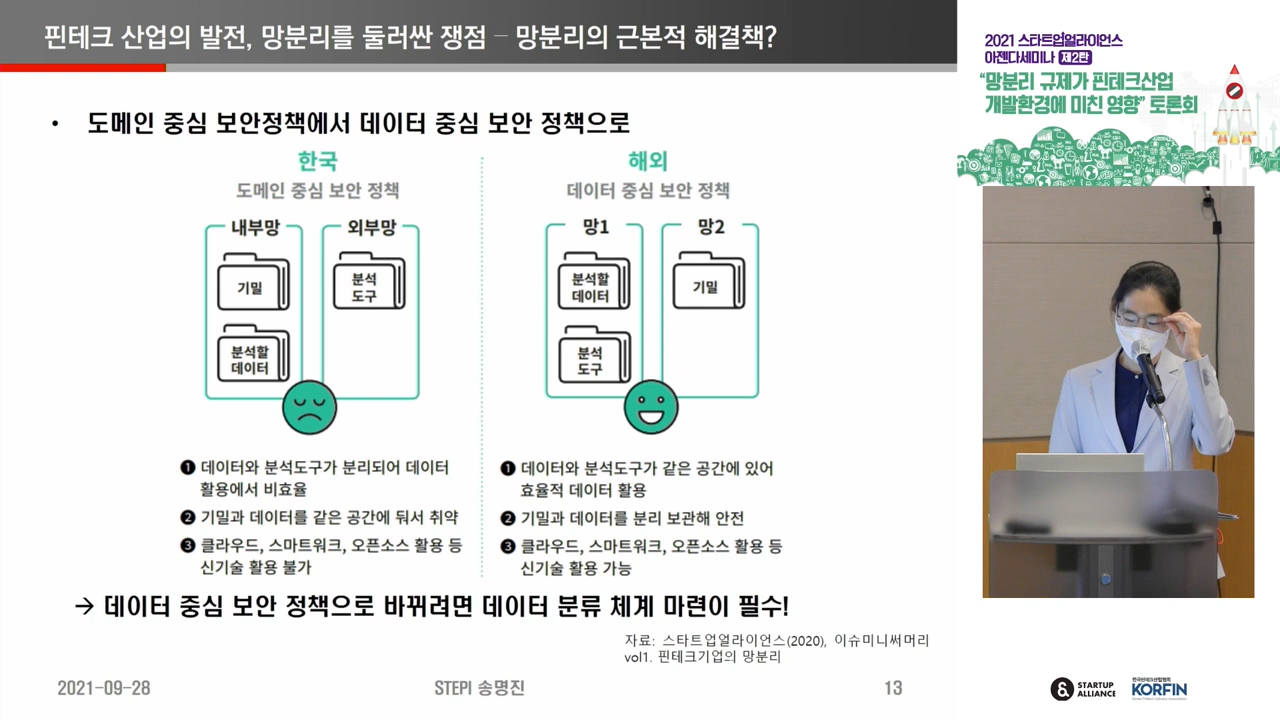 핀테크 산업의 발전, 망분리를 둘러싼 쟁점 – 망분리의 근본적 해결책?
• 도메인 중심 보안정책에서 데이터 중심 보안 정책으로
한국
도메인 중심 보안 정책
내부망
외부망
기밀
분석
도구
분석할
데이터
❶ 데이터와 분석도구가 분리되어 데이터
활용에서 비효율
❷ 기밀과 데이터를 같은 공간에 둬서 취약
❸ 클라우드, 스마트워크, 오픈소스 활용 등
신기술 활용 불가
해외
데이터 중심 보안 정책
망1
망2
분석할
데이터
기밀
분석
도구
❶ 데이터와 분석도구가 같은 공간에 있어
효율적 데이터 활용
❷ 기밀과 데이터를 분리 보관해 안전
❸ 클라우드, 스마트워크, 오픈소스 활용 등
신기술 활용 가능
→ 데이터 중심 보안 정책으로 바뀌려면 데이터 분류 체계 마련이 필수!
자료: 스타트업얼라이언스(2020), 이슈미니써머리
vol1. 핀테크기업의 망분리
2021-09-28
STEPI 송명진
13
2021 스타트업얼라이언스
아젠다세미나 제2탄
“망분리 규제가 핀테크산업
개발환경에 미친 영향” 토론회
STARTUP
ALLIANCE
한국핀테크산업협회
KORFIN